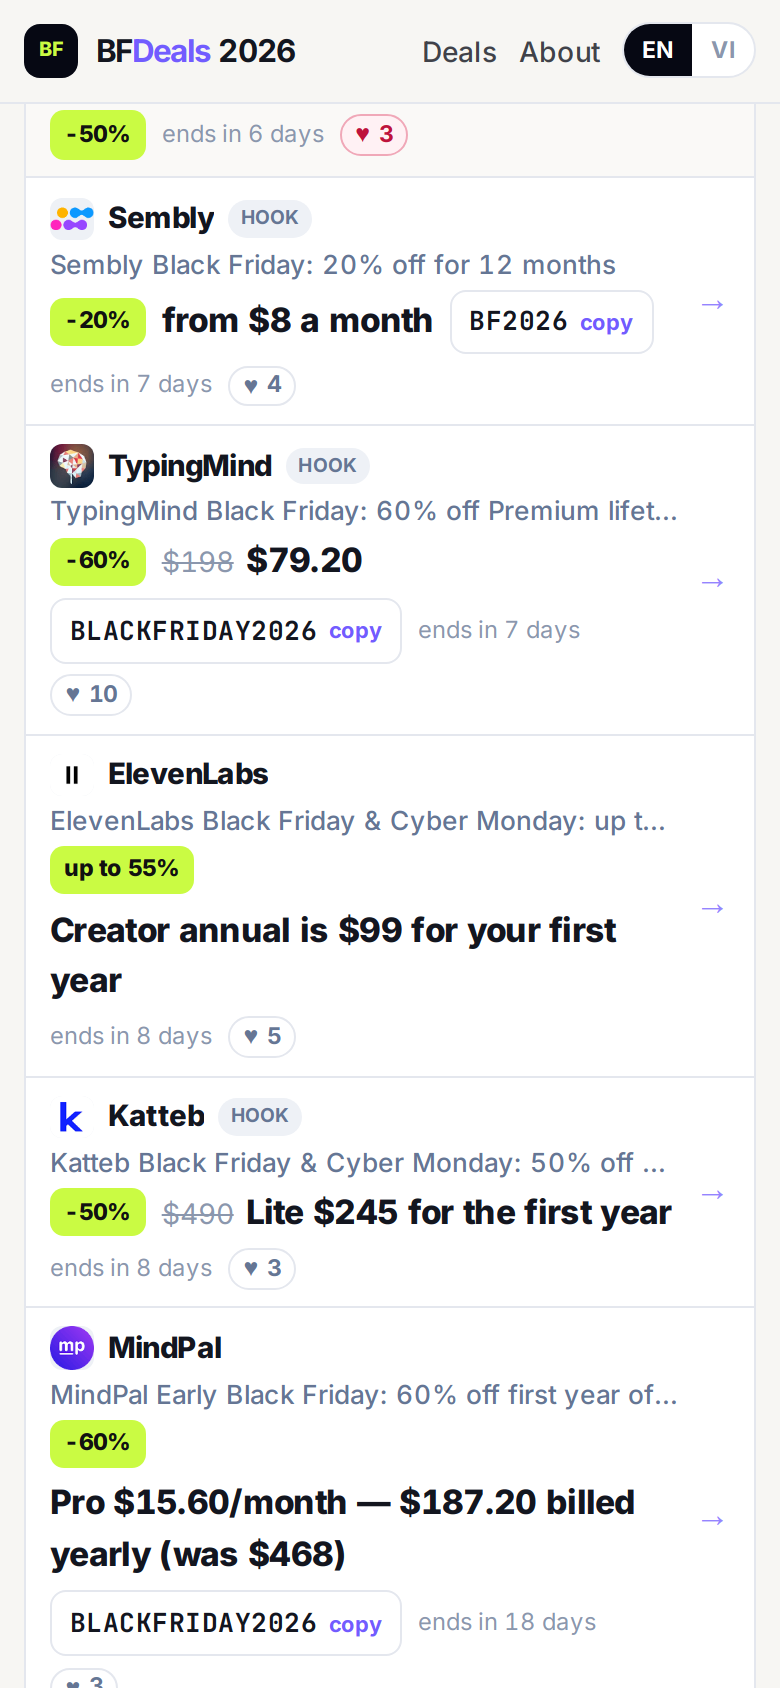 BF BFDeals 2026 Deals About EN VI
-50% ends in 6 days ♥ 3
Sembly HOOK
Sembly Black Friday: 20% off for 12 months
-20% from $8 a month BF2026 copy →
ends in 7 days ♥ 4
TypingMind HOOK
TypingMind Black Friday: 60% off Premium lifet...
-60% $198 $79.20 →
BLACKFRIDAY2026 copy ends in 7 days
♥ 10
ElevenLabs
ElevenLabs Black Friday & Cyber Monday: up t...
up to 55%
Creator annual is $99 for your first →
year
ends in 8 days ♥ 5
k Katteb HOOK
Katteb Black Friday & Cyber Monday: 50% off ...
-50% $490 Lite $245 for the first year →
ends in 8 days ♥ 3
mp MindPal
MindPal Early Black Friday: 60% off first year of...
-60%
Pro $15.60/month — $187.20 billed →
yearly (was $468)
BLACKFRIDAY2026 copy ends in 18 days
♥ 3